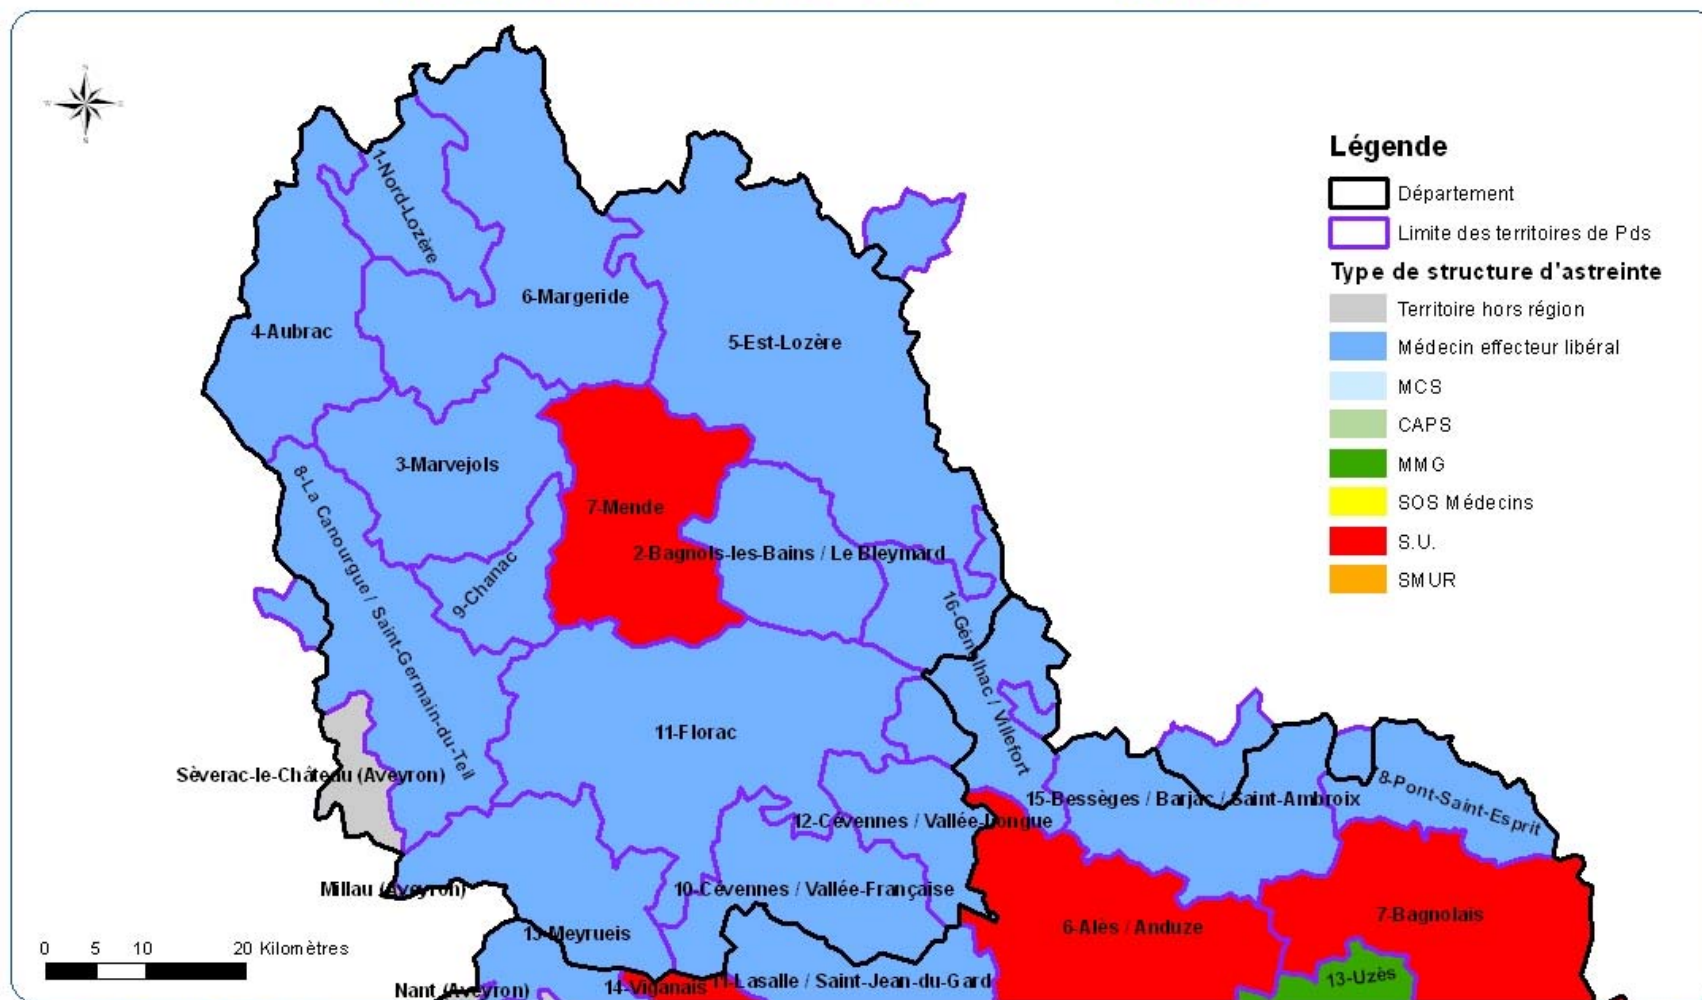 N
W
E
N
Légende
Département
Limite des territoires de Pds
Type de structure d'astreinte
Territoire hors région
Médecin effecteur libéral
MCS
CAPS
MMG
SOS Médecins
S.U.
SMUR
1-Nord-Lozère
6-Margeride
4-Aubrac
5-Est-Lozère
3-Marvejols
7-Mende
8-La Canourgue / Saint-Germain-du-Teil
2-Bagnols-les-Bains / Le Bleymard
9-Chanac
16-Génolhac / Villefort
11-Florac
Sèverac-le-Château (Aveyron)
15-Bessèges / Barjac / Saint-Ambroix
8-Pont-Saint-Esprit
12-Cévennes / Vallée-Longue
Millau (Aveyron)
10-Cévennes / Vallée-Française
7-Bagnolais
6-Alès / Anduze
13-Meyrueis
0 5 10 20 Kilomètres
13-Uzès
11-Lasalle / Saint-Jean-du-Gard
14-Viganais
Nant (Aveyron)